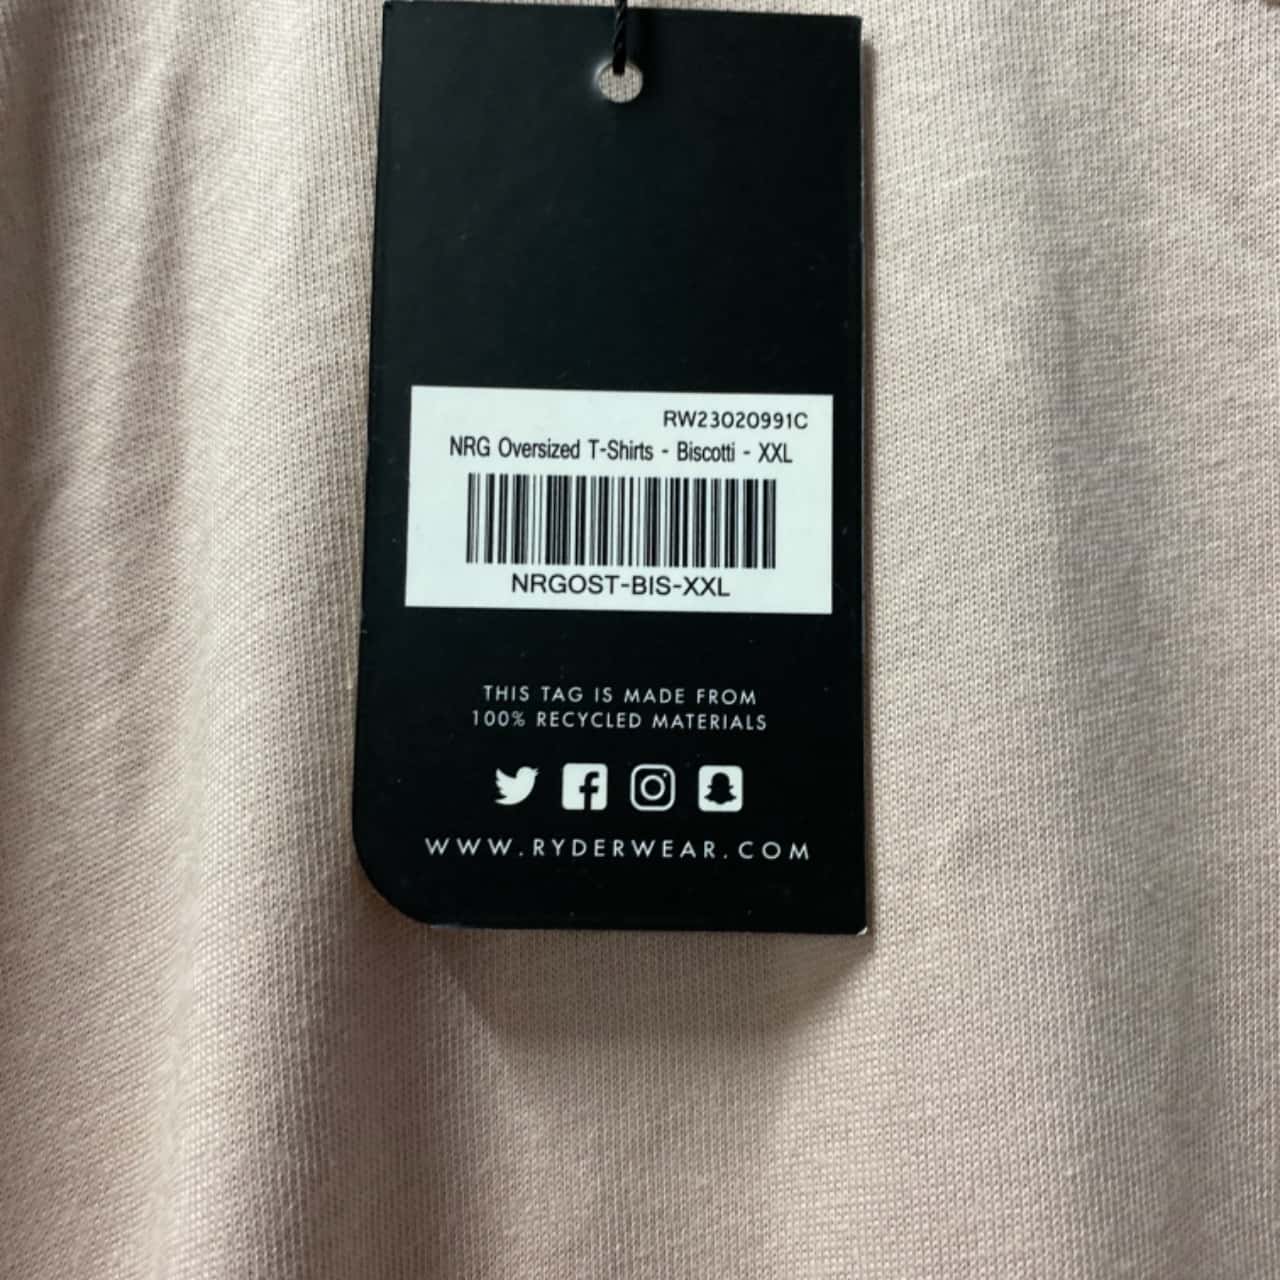 RW23020991C
NRG Oversized T-Shirts - Biscotti - XXL
NRGOST-BIS-XXL
THIS TAG IS MADE FROM
100% RECYCLED MATERIALS
WWW.RYDERWEAR.COM